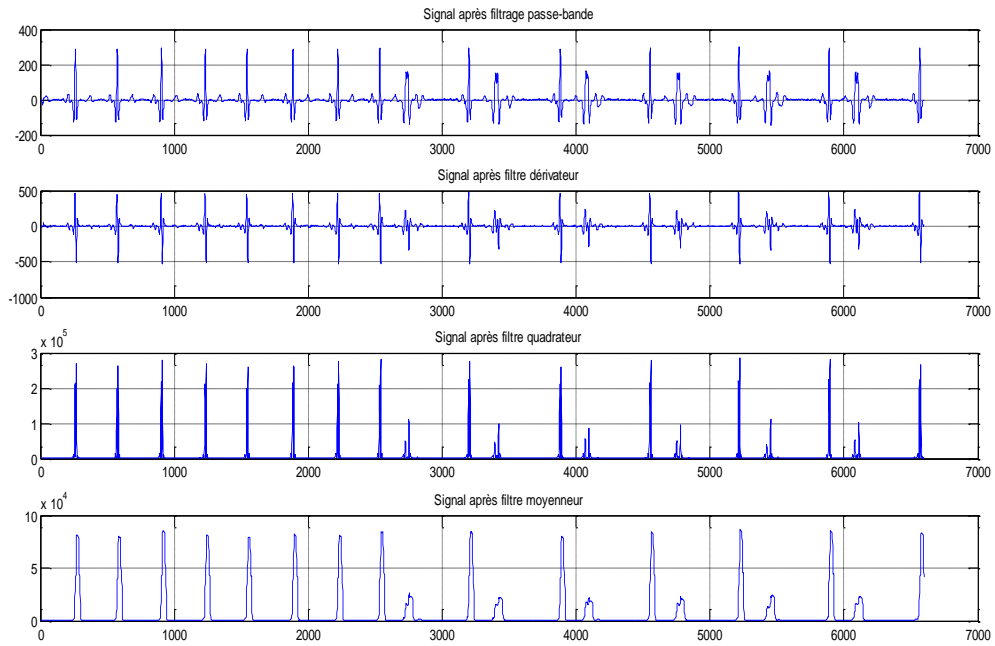 Signal après filtrage passe-bande
400
200
0
-200
0 1000 2000 3000 4000 5000 6000 7000
Signal après filtre dérivateur
500
0
-500
-1000
0 1000 2000 3000 4000 5000 6000 7000
x 10^5
Signal après filtre quadrateur
3
2
1
0
0 1000 2000 3000 4000 5000 6000 7000
x 10^4
Signal après filtre moyenneur
10
5
0
0 1000 2000 3000 4000 5000 6000 7000